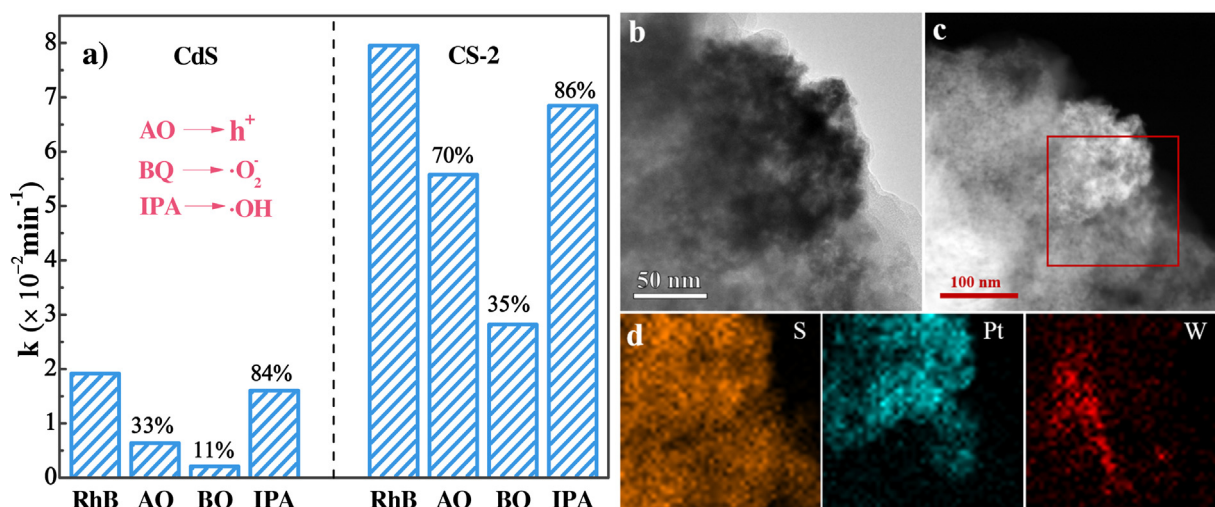 a)
CdS
CS-2
k (× 10⁻²min⁻¹)
8
7
6
5
4
3
2
1
0
AO → h⁺
BQ → ·O₂⁻
IPA → ·OH
33%
11%
84%
70%
35%
86%
RhB AO BQ IPA
RhB AO BQ IPA
b
50 nm
c
100 nm
d
S
Pt
W